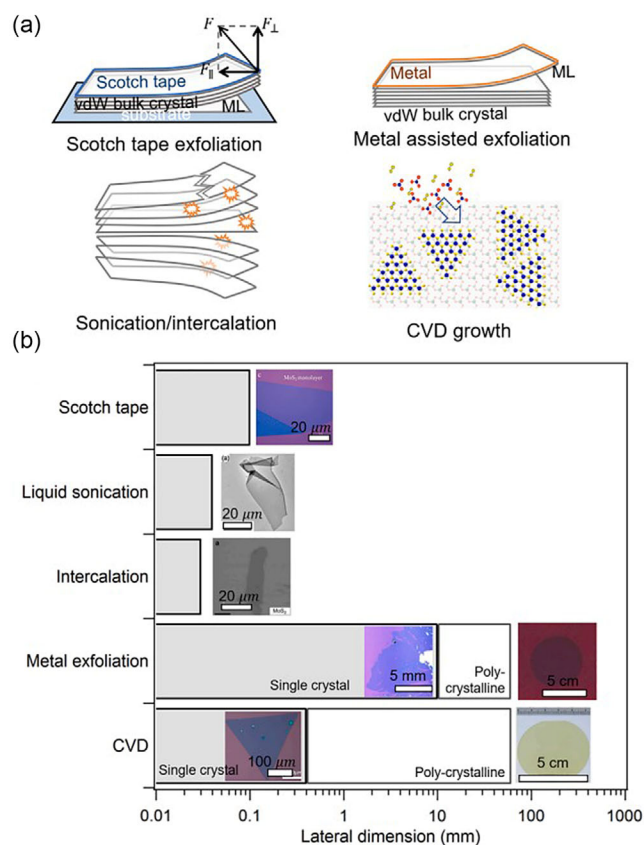 (a)
F
F⊥
F∥
Scotch tape
vdW bulk crystal
ML
substrate
Scotch tape exfoliation
Metal
ML
vdW bulk crystal
Metal assisted exfoliation
Sonication/intercalation
CVD growth
(b)
Scotch tape
c
MoS₂ monolayer
20 μm
Liquid sonication
(a)
20 μm
Intercalation
a
20 μm
MoS₂
Metal exfoliation
Single crystal
5 mm
Poly-
crystalline
5 cm
CVD
Single crystal
100 μm
Poly-crystalline
5 cm
0.01
0.1
1
10
100
1000
Lateral dimension (mm)